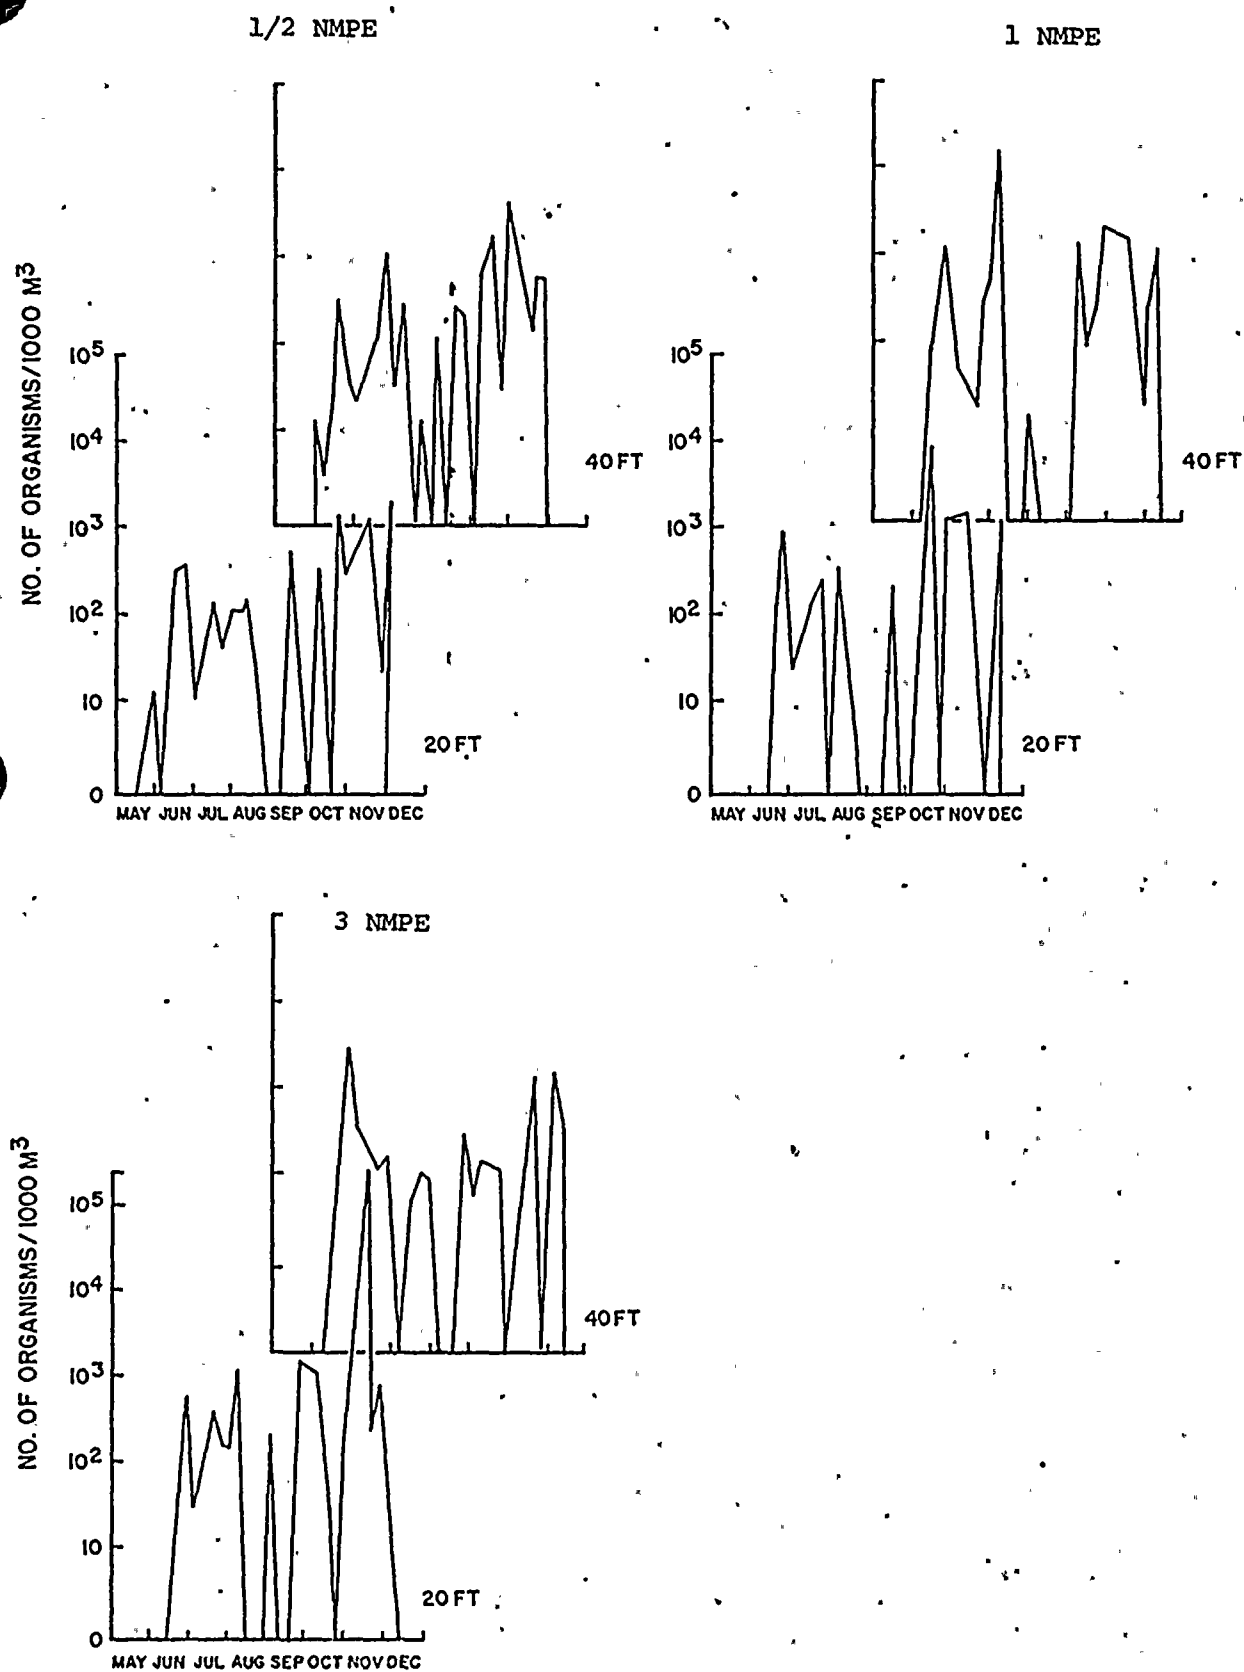 1/2 NMPE
1 NMPE
NO. OF ORGANISMS/1000 M³
10⁵
10⁴
10³
10²
10
0
40 FT
20 FT
MAY JUN JUL AUG SEP OCT NOV DEC
10⁵
10⁴
10³
10²
10
0
40 FT
20 FT
MAY JUN JUL AUG SEP OCT NOV DEC
3 NMPE
NO. OF ORGANISMS/1000 M³
10⁵
10⁴
10³
10²
10
0
40 FT
20 FT
MAY JUN JUL AUG SEP OCT NOV DEC